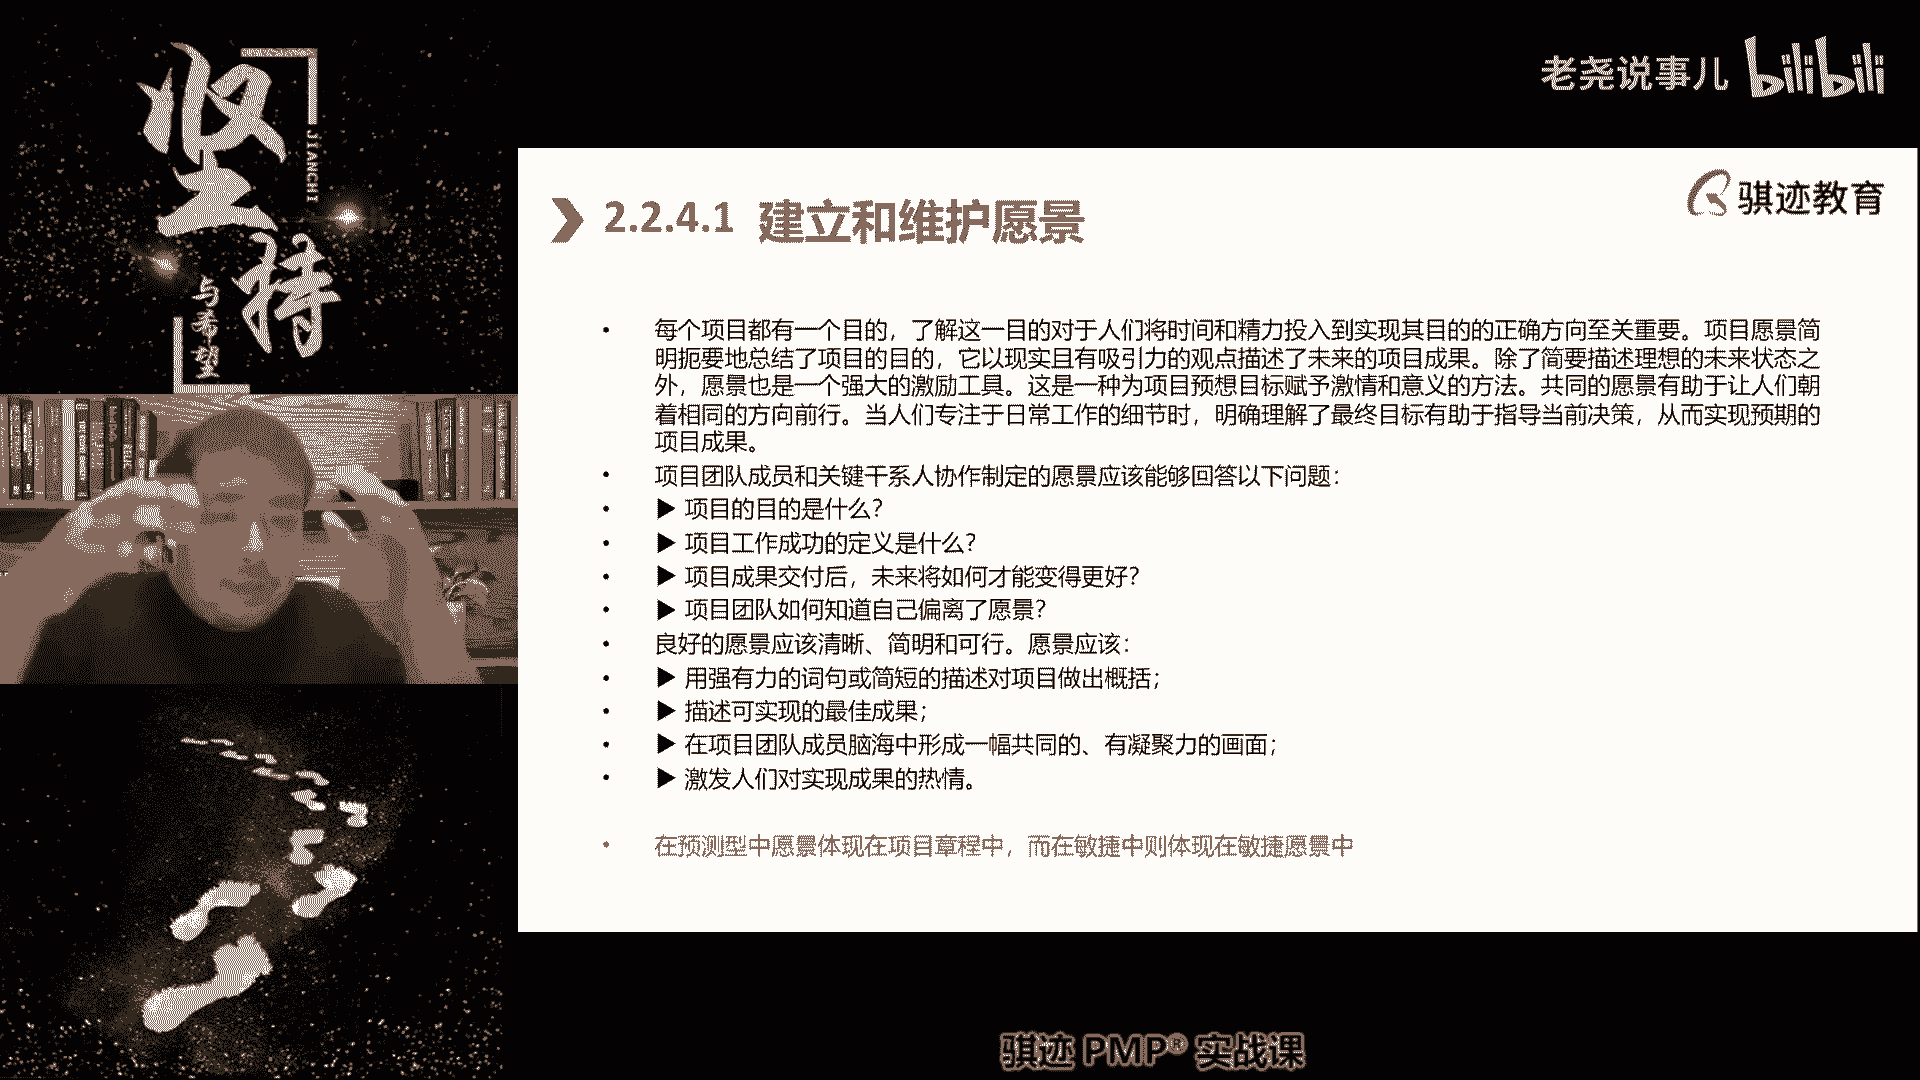 坚持
JIANCHI
与希望
老尧说事儿 bilibili
骐迹教育
2.2.4.1 建立和维护愿景
• 每个项目都有一个目的，了解这一目的对于人们将时间和精力投入到实现其目的的正确方向至关重要。项目愿景简
明扼要地总结了项目的目的，它以现实且有吸引力的观点描述了未来的项目成果。除了简要描述理想的未来状态之
外，愿景也是一个强大的激励工具。这是一种为项目预想目标赋予激情和意义的方法。共同的愿景有助于让人们朝
着相同的方向前行。当人们专注于日常工作的细节时，明确理解了最终目标有助于指导当前决策，从而实现预期的
项目成果。
• 项目团队成员和关键干系人协作制定的愿景应该能够回答以下问题：
• ▶ 项目的目的是什么？
• ▶ 项目工作成功的定义是什么？
• ▶ 项目成果交付后，未来将如何才能变得更好？
• ▶ 项目团队如何知道自己偏离了愿景？
• 良好的愿景应该清晰、简明和可行。愿景应该：
• ▶ 用强有力的词句或简短的描述对项目做出概括；
• ▶ 描述可实现的最佳成果；
• ▶ 在项目团队成员脑海中形成一幅共同的、有凝聚力的画面；
• ▶ 激发人们对实现成果的热情。
• 在预测型中愿景体现在项目章程中，而在敏捷中则体现在敏捷愿景中
骐迹 PMP® 实战课